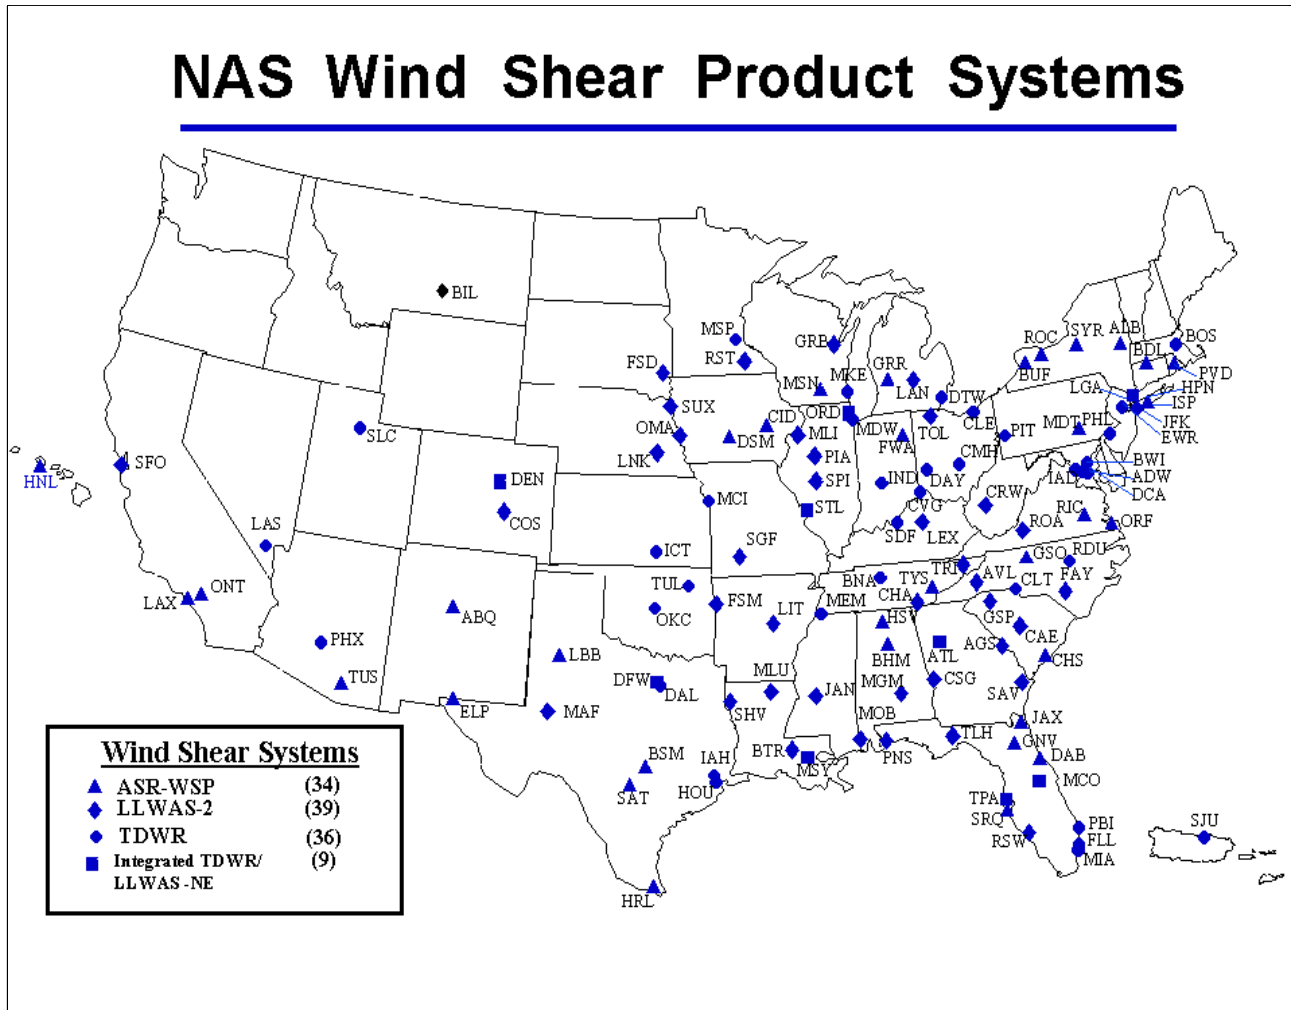 NAS Wind Shear Product Systems
BIL
MSP
GRB
ROC
SYR
ALB
BOS
FSD
RST
GRR
BUF
BDL
PVD
MSN
MKE
LAN
DTW
LGA
HPN
SUX
CID
ORD
ISP
SLC
OMA
DSM
MLI
MDW
FWA
TOL
CLE
PIT
MDT
PHL
JFK
EWR
SFO
LNK
PIA
CMH
BWI
HNL
DEN
SPI
IND
DAY
IAD
ADW
DCA
COS
MCI
STL
CVG
CRW
RIC
LAS
SDF
LEX
ROA
ORF
ICT
SGF
GSO
RDU
TUL
BNA
TYS
TRI
AVL
CLT
FAY
LAX
ONT
ABQ
OKC
FSM
LIT
MEM
CHA
HSV
GSP
CAE
PHX
LBB
BHM
ATL
AGS
CHS
TUS
DFW
DAL
MLU
MGM
CSG
SAV
ELP
MAF
SHV
JAN
MOB
JAX
TLH
GNV
BSM
IAH
BTR
MSY
PNS
DAB
SAT
HOU
MCO
TPA
SRQ
RSW
PBI
FLL
MIA
SJU
HRL
Wind Shear Systems
ASR-WSP (34)
LLWAS-2 (39)
TDWR (36)
Integrated TDWR/ (9)
LLWAS -NE